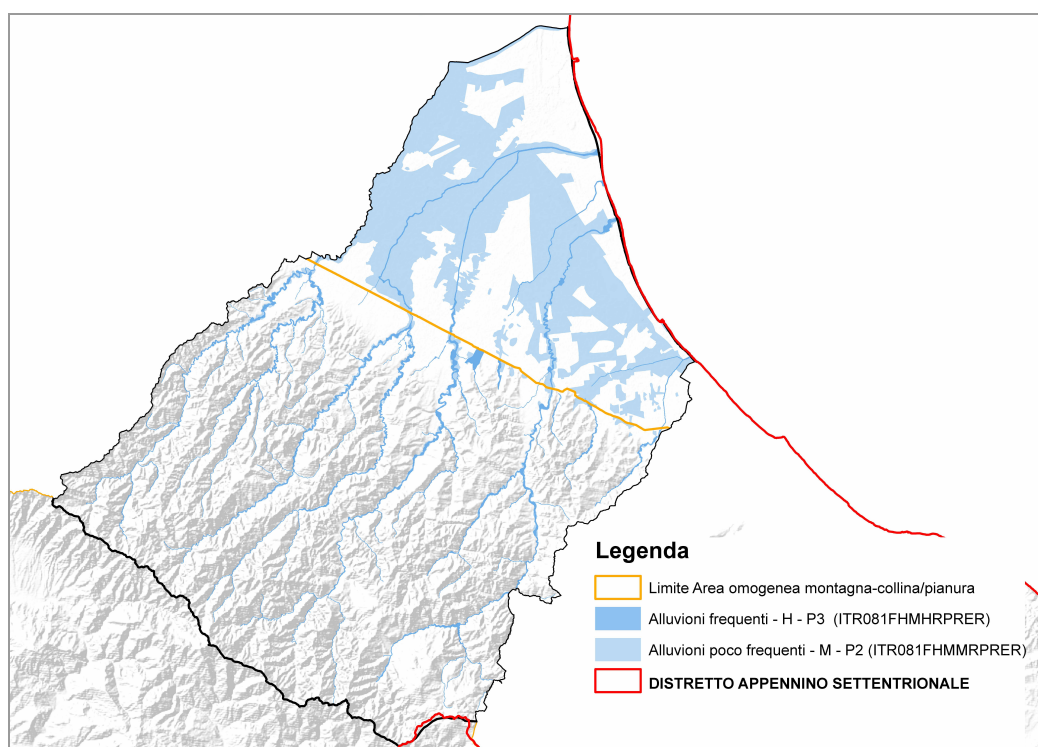 Legenda
Limite Area omogenea montagna-collina/pianura
Alluvioni frequenti - H - P3 (ITR081FHMHRPRER)
Alluvioni poco frequenti - M - P2 (ITR081FHMMRPRER)
DISTRETTO APPENNINO SETTENTRIONALE